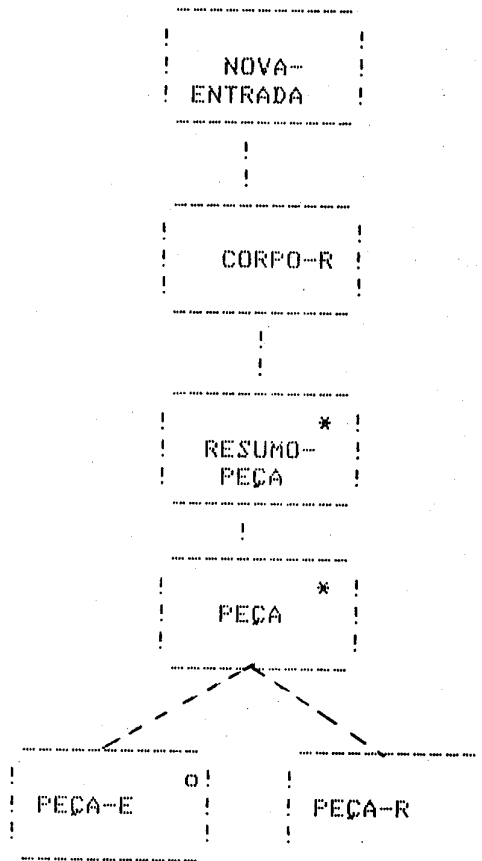 NOVA-
ENTRADA
CORPO-R
*
RESUMO-
PEÇA
*
PEÇA
o
PEÇA-E
PEÇA-R